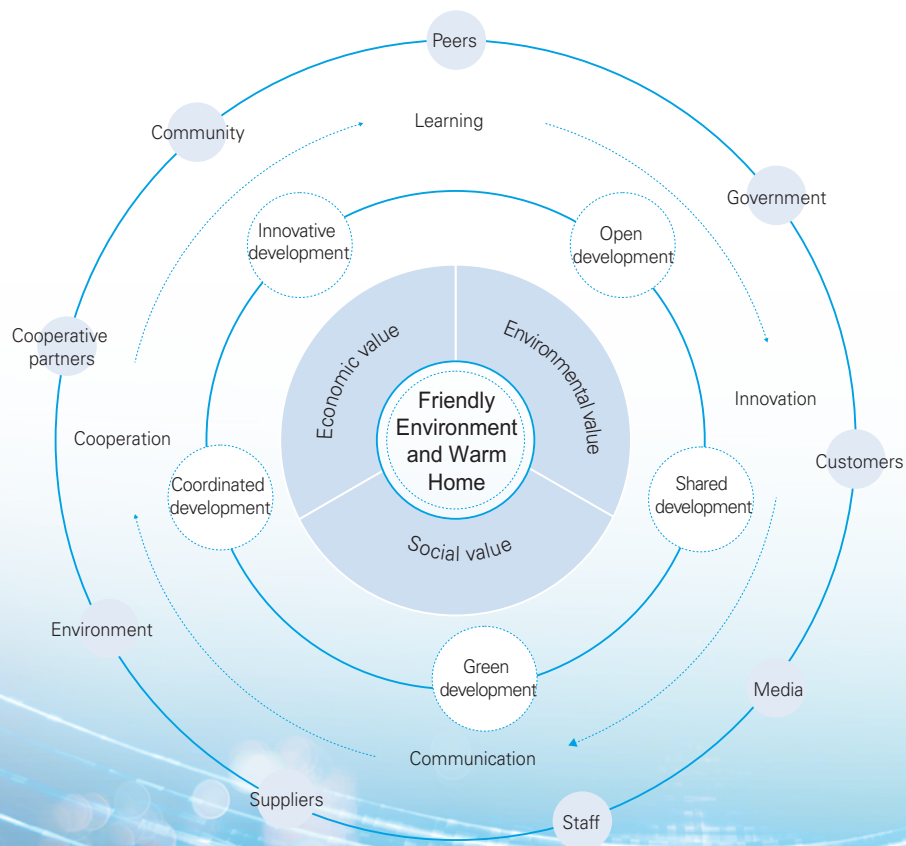 Peers
Learning
Community
Government
Innovative
development
Open
development
Economic value
Environmental value
Cooperative
partners
Friendly
Environment
and Warm
Home
Innovation
Cooperation
Customers
Coordinated
development
Shared
development
Social value
Environment
Green
development
Media
Communication
Suppliers
Staff